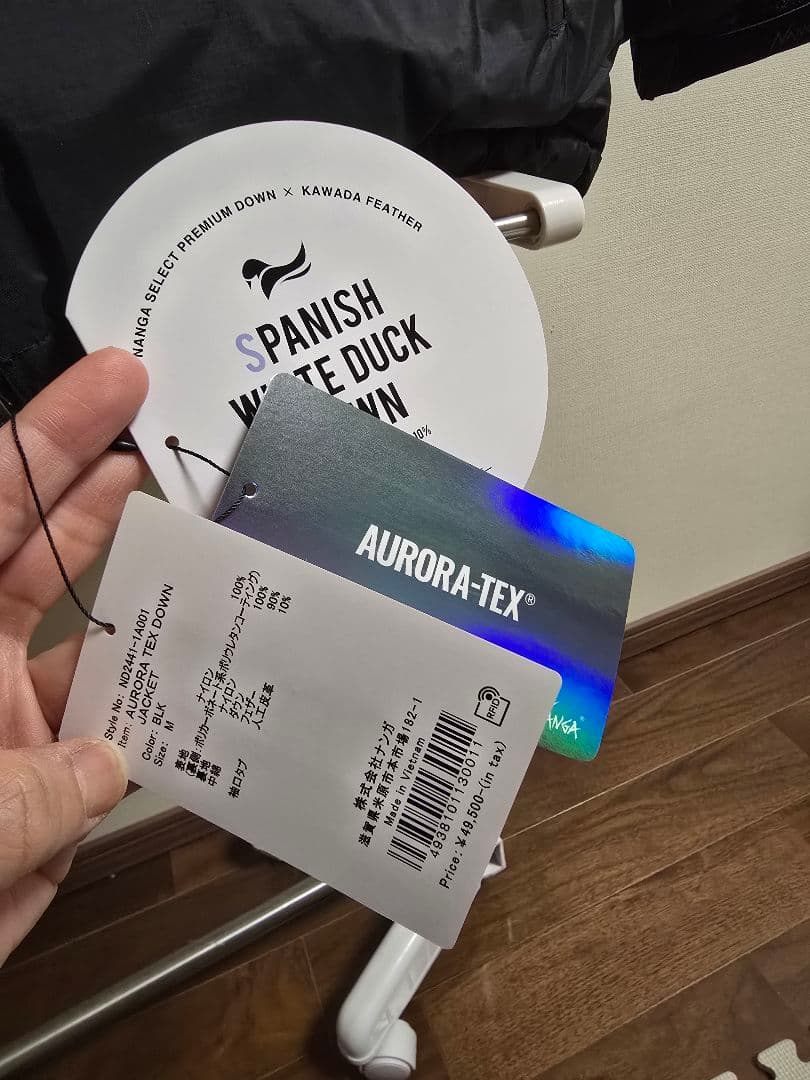 NANGA SELECT PREMIUM DOWN × KAWADA FEATHER
SPANISH
WHITE DUCK
DOWN
AURORA-TEX®
Style No: ND2441-1A001
Item: AURORA TEX DOWN
JACKET
Color: BLK
Size: M
表地 ナイロン 100%
(裏側:ポリカーボネート系ポリウレタンコーティング)
裏地 ナイロン 100%
中綿 ダウン 90%
フェザー 10%
袖口タブ 人工皮革
株式会社ナンガ
滋賀県米原市本市場182-1
Made in Vietnam
4938101130011
Price: ¥49,500-(in tax)
RFID